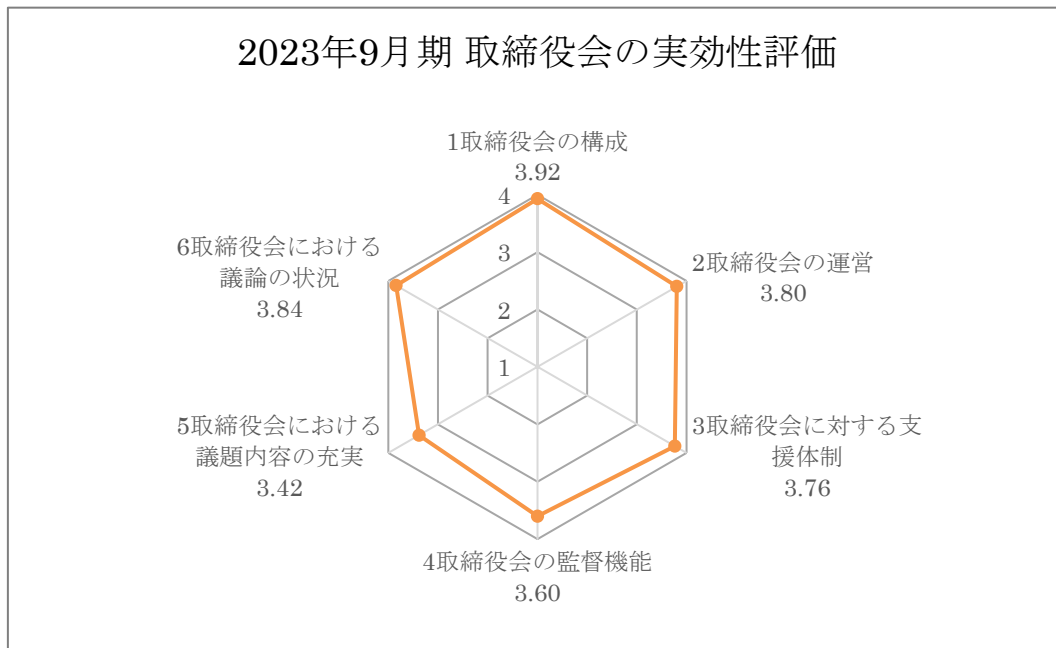 2023年9月期 取締役会の実効性評価
1取締役会の構成
3.92
4
3
2
1
2取締役会の運営
3.80
3取締役会に対する支
援体制
3.76
4取締役会の監督機能
3.60
5取締役会における
議題内容の充実
3.42
6取締役会における
議論の状況
3.84